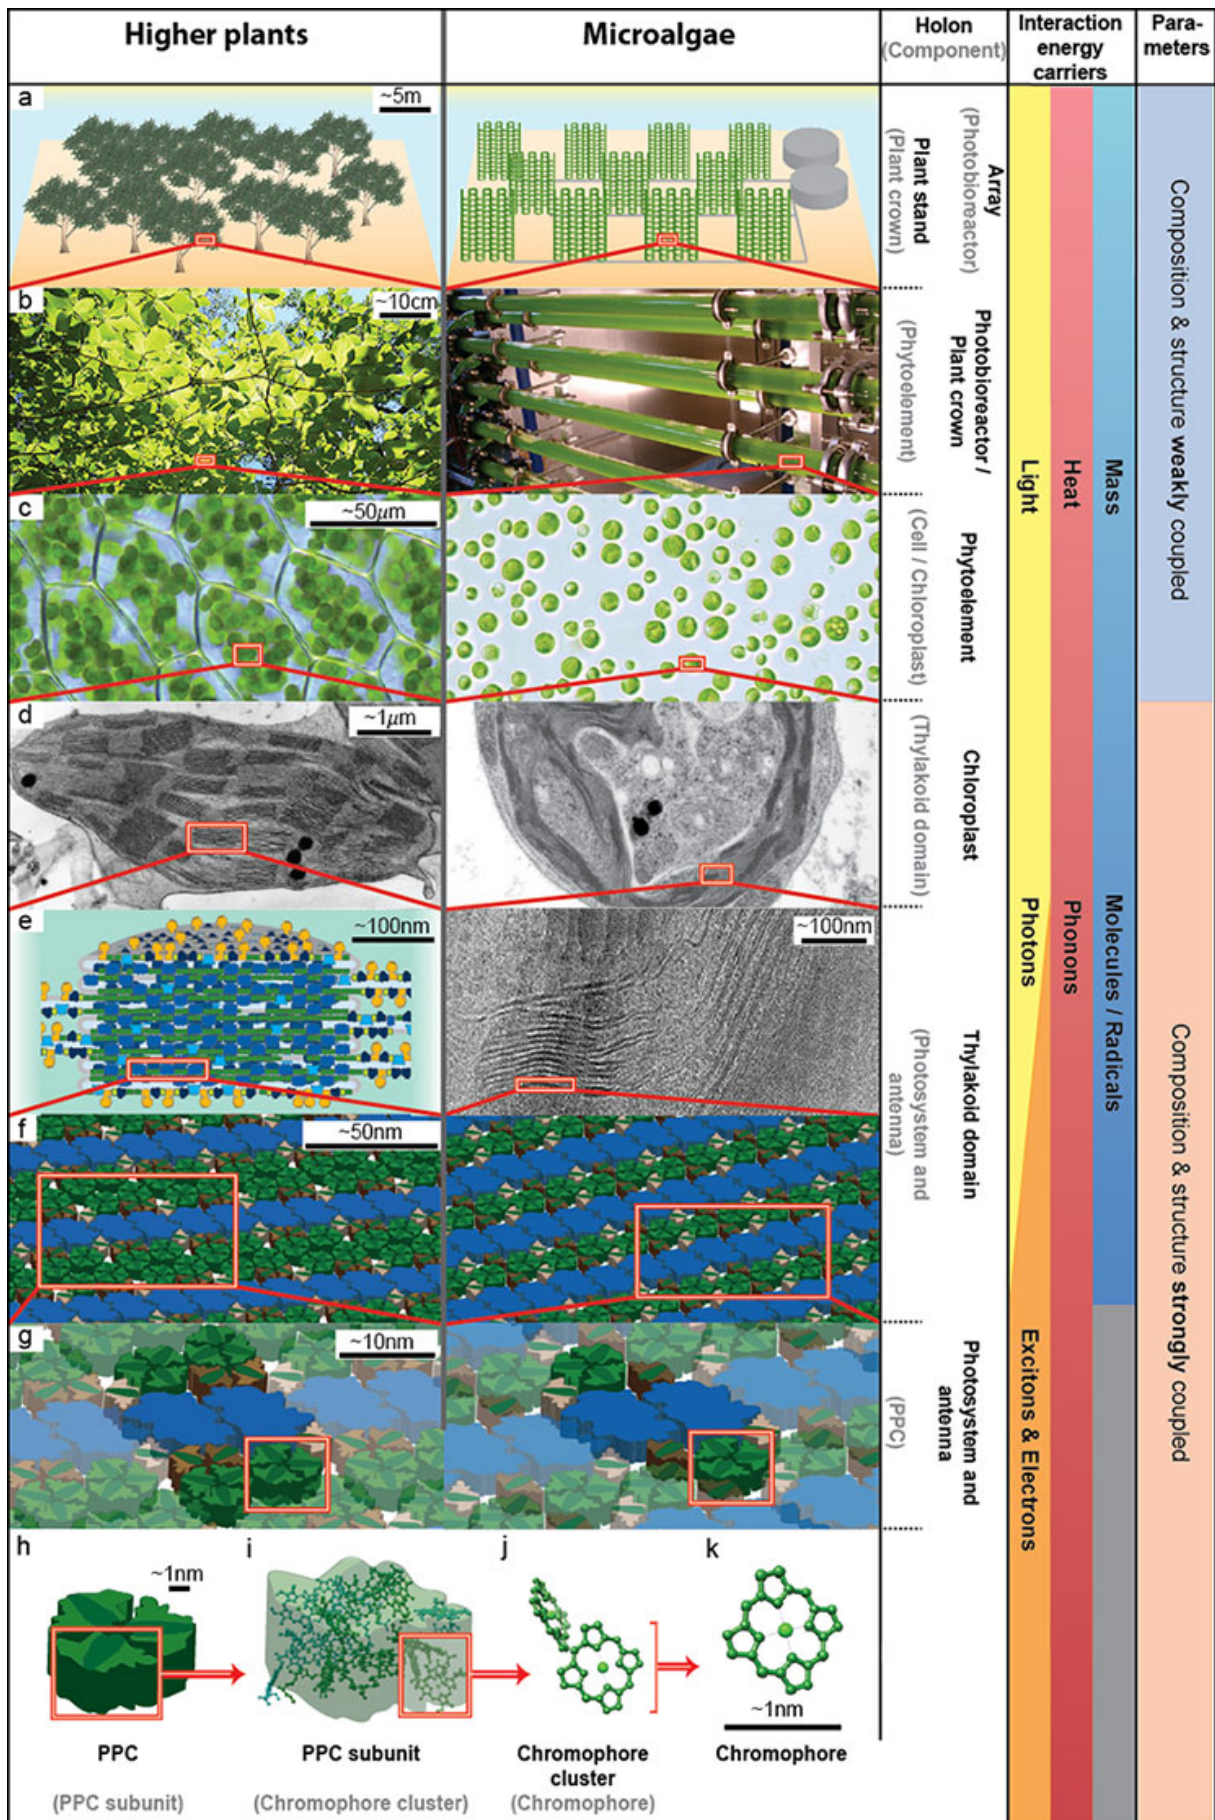 Higher plants
Microalgae
Holon
(Component)
Interaction
energy
carriers
Para-
meters
a
~5m
Plant stand
(Plant crown)
Array
(Photobioreactor)
b
~10cm
Photobioreactor /
Plant crown
(Phytoelement)
c
~50μm
Phytoelement
(Cell / Chloroplast)
d
~1μm
Chloroplast
(Thylakoid domain)
e
~100nm
~100nm
Thylakoid domain
(Photosystem and
antenna)
f
~50nm
g
~10nm
Photosystem and
antenna
(PPC)
Light
Heat
Mass
Photons
Phonons
Molecules / Radicals
Excitons & Electrons
Composition & structure weakly coupled
Composition & structure strongly coupled
h
i
j
k
~1nm
~1nm
PPC
(PPC subunit)
PPC subunit
(Chromophore cluster)
Chromophore
cluster
(Chromophore)
Chromophore